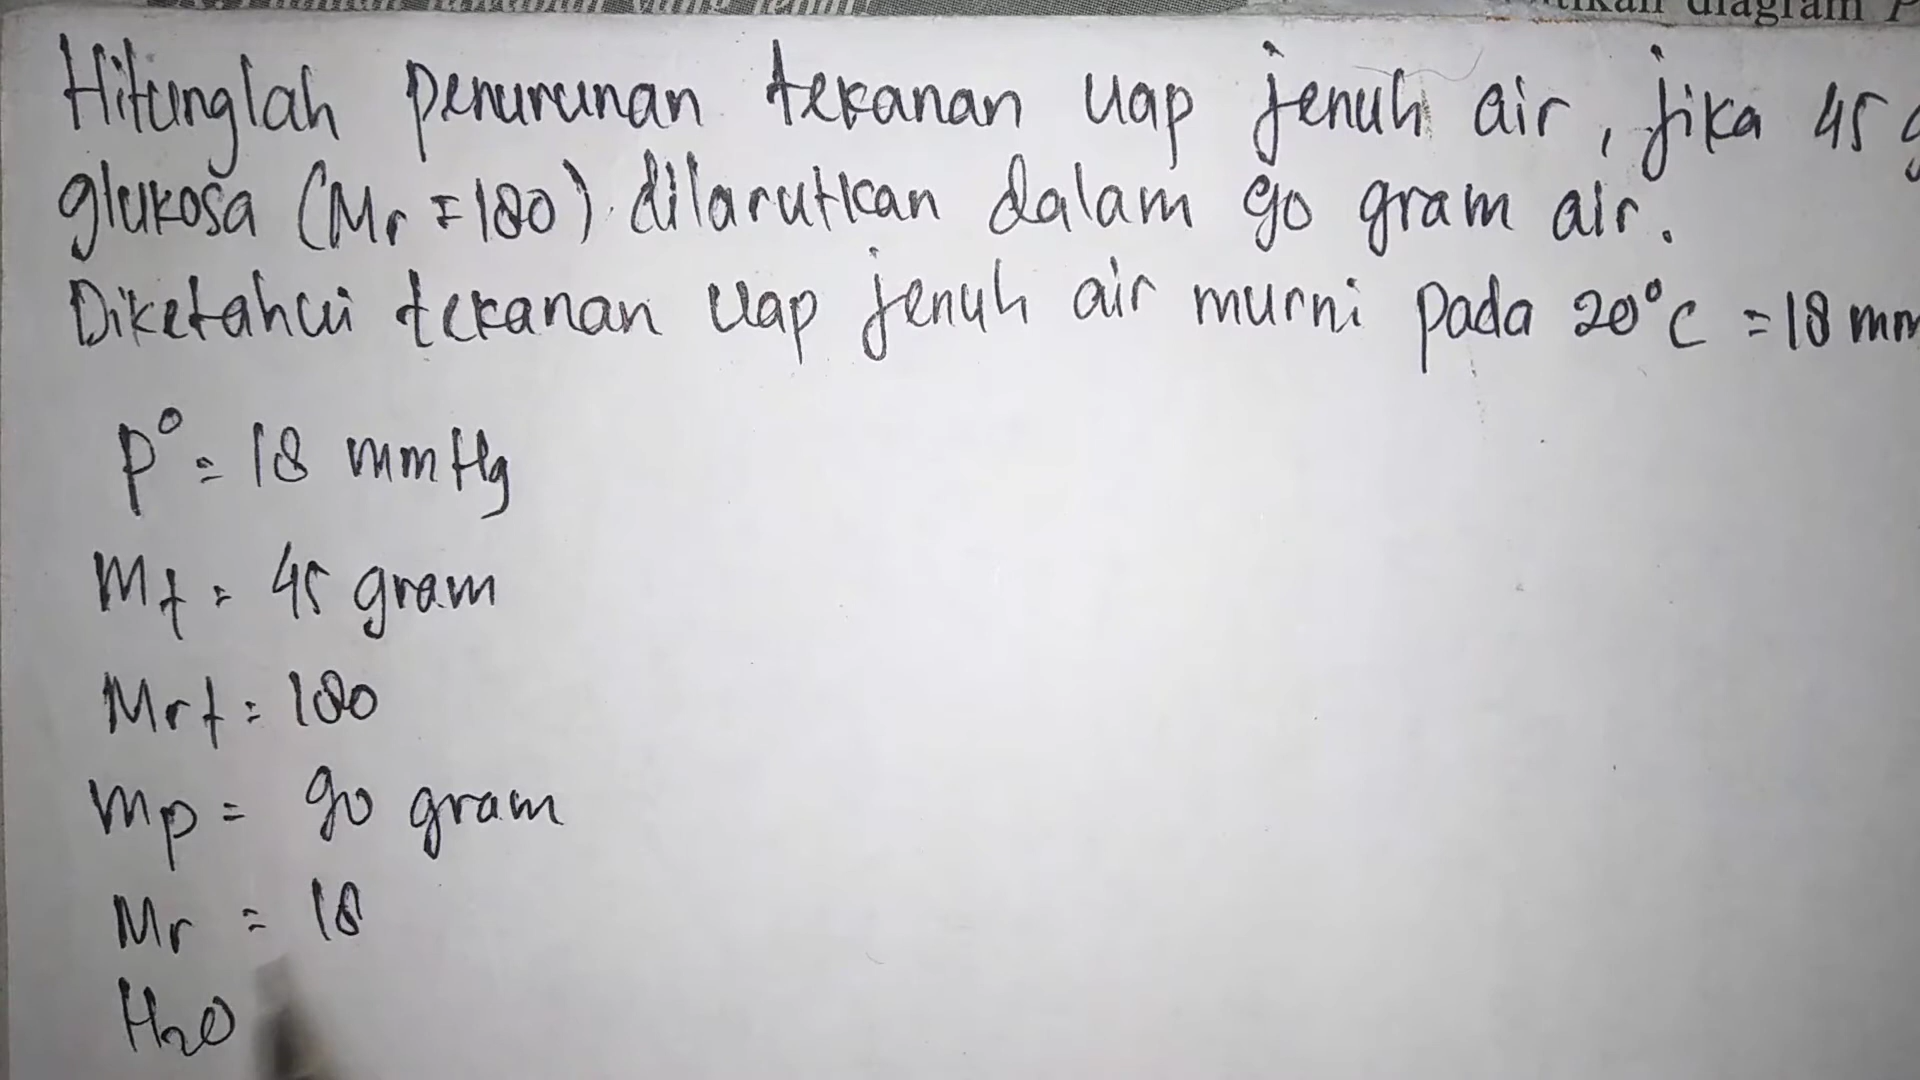 diagram P
Hitunglah penurunan tekanan uap jenuh air, jika 45 g
glukosa (Mr = 180) dilarutkan dalam 90 gram air.
Diketahui tekanan uap jenuh air murni pada 20°C = 18 mm
P° = 18 mmHg
Mt = 45 gram
Mrt = 180
Mp = 90 gram
Mr = 18
H2O